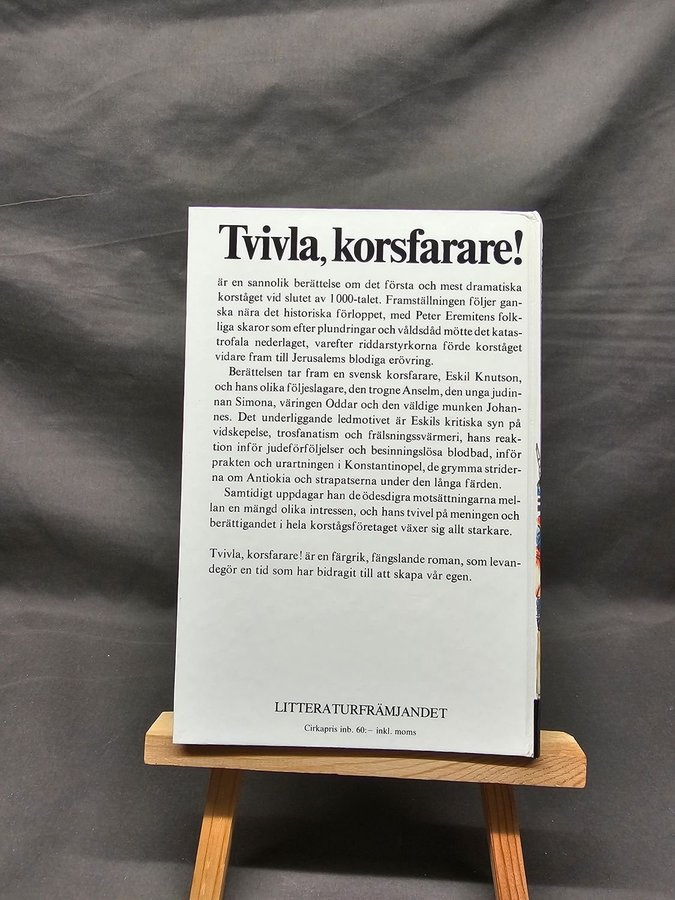 Tvivla, korsfarare!
är en sannolik berättelse om det första och mest dramatiska
korståget vid slutet av 1000-talet. Framställningen följer gan-
ska nära det historiska förloppet, med Peter Eremitens folk-
liga skaror som efter plundringar och våldsdåd mötte det katas-
trofala nederlaget, varefter riddarstyrkorna förde korståget
vidare fram till Jerusalems blodiga erövring.
Berättelsen tar fram en svensk korsfarare, Eskil Knutson,
och hans olika följeslagare, den trogne Anselm, den unga judin-
nan Simona, väringen Oddar och den väldige munken Johan-
nes. Det underliggande ledmotivet är Eskils kritiska syn på
vidskepelse, trosfanatism och frälsningssvärmeri, hans reak-
tion inför judeförföljelser och besinningslösa blodbad, inför
prakten och urartningen i Konstantinopel, de grymma strider-
na om Antiokia och strapatserna under den långa färden.
Samtidigt uppdagar han de ödesdigra motsättningarna mel-
lan en mängd olika intressen, och hans tvivel på meningen och
berättigandet i hela korstågsföretaget växer sig allt starkare.
Tvivla, korsfarare! är en färgrik, fängslande roman, som levan-
degör en tid som har bidragit till att skapa vår egen.
LITTERATURFRÄMJANDET
Cirkapris inb. 60:– inkl. moms